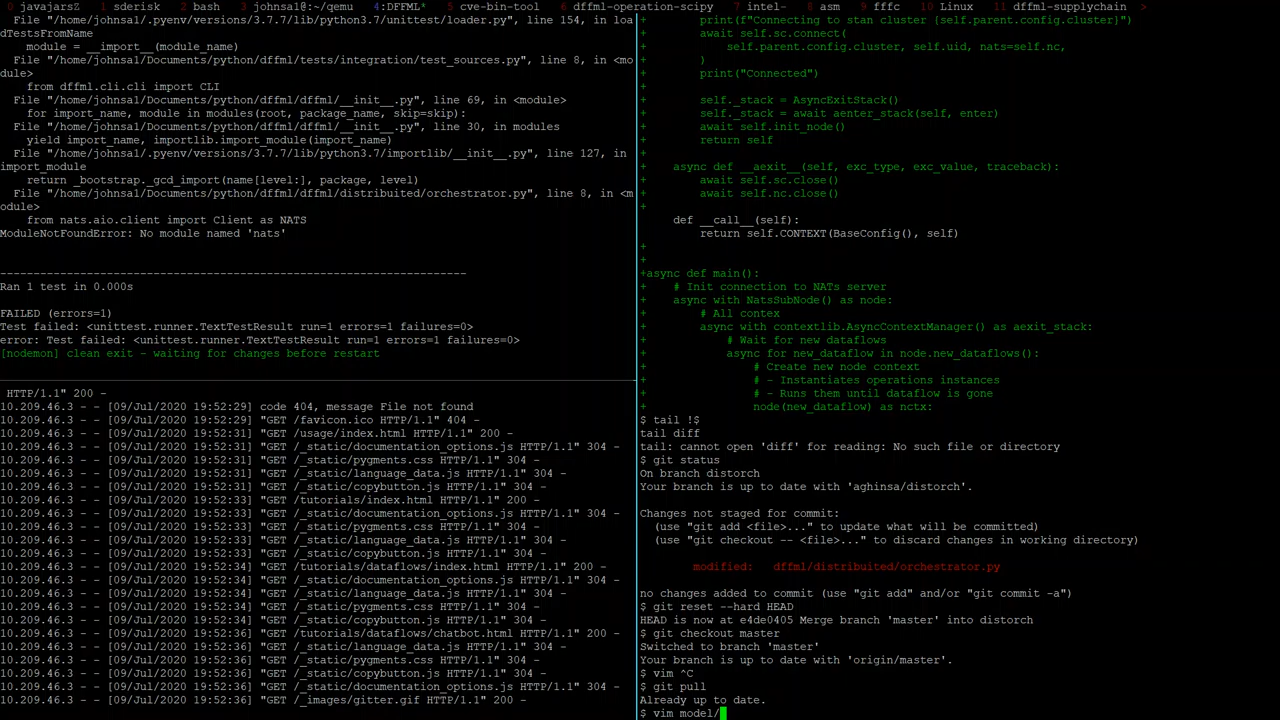 0 javajarsZ  1 sderisk  2 bash  3 johnsa1@:~/qemu  4:DFFML*  5 cve-bin-tool  6 dffml-operation-scipy  7 intel-  8 asm  9 fffc  10 Linux  11 dffml-supplychain  >
  File "/home/johnsa1/.pyenv/versions/3.7.7/lib/python3.7/unittest/loader.py", line 154, in loa
dTestsFromName
    module = __import__(module_name)
  File "/home/johnsa1/Documents/python/dffml/tests/integration/test_sources.py", line 8, in <mo
dule>
    from dffml.cli.cli import CLI
  File "/home/johnsa1/Documents/python/dffml/dffml/__init__.py", line 69, in <module>
    for import_name, module in modules(root, package_name, skip=skip):
  File "/home/johnsa1/Documents/python/dffml/dffml/__init__.py", line 30, in modules
    yield import_name, importlib.import_module(import_name)
  File "/home/johnsa1/.pyenv/versions/3.7.7/lib/python3.7/importlib/__init__.py", line 127, in
import_module
    return _bootstrap._gcd_import(name[level:], package, level)
  File "/home/johnsa1/Documents/python/dffml/dffml/distribuited/orchestrator.py", line 8, in <m
odule>
    from nats.aio.client import Client as NATS
ModuleNotFoundError: No module named 'nats'
----------------------------------------------------------------------
Ran 1 test in 0.000s
FAILED (errors=1)
Test failed: <unittest.runner.TextTestResult run=1 errors=1 failures=0>
error: Test failed: <unittest.runner.TextTestResult run=1 errors=1 failures=0>
[nodemon] clean exit - waiting for changes before restart
 HTTP/1.1" 200 -
10.209.46.3 - - [09/Jul/2020 19:52:29] code 404, message File not found
10.209.46.3 - - [09/Jul/2020 19:52:29] "GET /favicon.ico HTTP/1.1" 404 -
10.209.46.3 - - [09/Jul/2020 19:52:31] "GET /usage/index.html HTTP/1.1" 200 -
10.209.46.3 - - [09/Jul/2020 19:52:31] "GET /_static/documentation_options.js HTTP/1.1" 304 -
10.209.46.3 - - [09/Jul/2020 19:52:31] "GET /_static/pygments.css HTTP/1.1" 304 -
10.209.46.3 - - [09/Jul/2020 19:52:31] "GET /_static/language_data.js HTTP/1.1" 304 -
10.209.46.3 - - [09/Jul/2020 19:52:31] "GET /_static/copybutton.js HTTP/1.1" 304 -
10.209.46.3 - - [09/Jul/2020 19:52:33] "GET /tutorials/index.html HTTP/1.1" 200 -
10.209.46.3 - - [09/Jul/2020 19:52:33] "GET /_static/documentation_options.js HTTP/1.1" 304 -
10.209.46.3 - - [09/Jul/2020 19:52:33] "GET /_static/pygments.css HTTP/1.1" 304 -
10.209.46.3 - - [09/Jul/2020 19:52:33] "GET /_static/language_data.js HTTP/1.1" 304 -
10.209.46.3 - - [09/Jul/2020 19:52:33] "GET /_static/copybutton.js HTTP/1.1" 304 -
10.209.46.3 - - [09/Jul/2020 19:52:34] "GET /tutorials/dataflows/index.html HTTP/1.1" 200 -
10.209.46.3 - - [09/Jul/2020 19:52:34] "GET /_static/documentation_options.js HTTP/1.1" 304 -
10.209.46.3 - - [09/Jul/2020 19:52:34] "GET /_static/language_data.js HTTP/1.1" 304 -
10.209.46.3 - - [09/Jul/2020 19:52:34] "GET /_static/pygments.css HTTP/1.1" 304 -
10.209.46.3 - - [09/Jul/2020 19:52:34] "GET /_static/copybutton.js HTTP/1.1" 304 -
10.209.46.3 - - [09/Jul/2020 19:52:36] "GET /tutorials/dataflows/chatbot.html HTTP/1.1" 200 -
10.209.46.3 - - [09/Jul/2020 19:52:36] "GET /_static/language_data.js HTTP/1.1" 304 -
10.209.46.3 - - [09/Jul/2020 19:52:36] "GET /_static/pygments.css HTTP/1.1" 304 -
10.209.46.3 - - [09/Jul/2020 19:52:36] "GET /_static/copybutton.js HTTP/1.1" 304 -
10.209.46.3 - - [09/Jul/2020 19:52:36] "GET /_static/documentation_options.js HTTP/1.1" 304 -
10.209.46.3 - - [09/Jul/2020 19:52:36] "GET /_images/gitter.gif HTTP/1.1" 200 -
+        print(f"Connecting to stan cluster {self.parent.config.cluster}")
+        await self.sc.connect(
+            self.parent.config.cluster, self.uid, nats=self.nc,
+        )
+        print("Connected")
+
+        self._stack = AsyncExitStack()
+        self._stack = await aenter_stack(self, enter)
+        await self.init_node()
+        return self
+
+    async def __aexit__(self, exc_type, exc_value, traceback):
+        await self.sc.close()
+        await self.nc.close()
+
     def __call__(self):
         return self.CONTEXT(BaseConfig(), self)
+
+
+async def main():
+    # Init connection to NATs server
+    async with NatsSubNode() as node:
+        # All contex
+        async with contextlib.AsyncContextManager() as aexit_stack:
+            # Wait for new dataflows
+            async for new_dataflow in node.new_dataflows():
+                # Create new node context
+                # - Instantiates operations instances
+                # - Runs them until dataflow is gone
+                node(new_dataflow) as nctx:
$ tail !$
tail diff
tail: cannot open 'diff' for reading: No such file or directory
$ git status
On branch distorch
Your branch is up to date with 'aghinsa/distorch'.
Changes not staged for commit:
  (use "git add <file>..." to update what will be committed)
  (use "git checkout -- <file>..." to discard changes in working directory)
        modified:   dffml/distribuited/orchestrator.py
no changes added to commit (use "git add" and/or "git commit -a")
$ git reset --hard HEAD
HEAD is now at e4de0405 Merge branch 'master' into distorch
$ git checkout master
Switched to branch 'master'
Your branch is up to date with 'origin/master'.
$ vim ^C
$ git pull
Already up to date.
$ vim model/